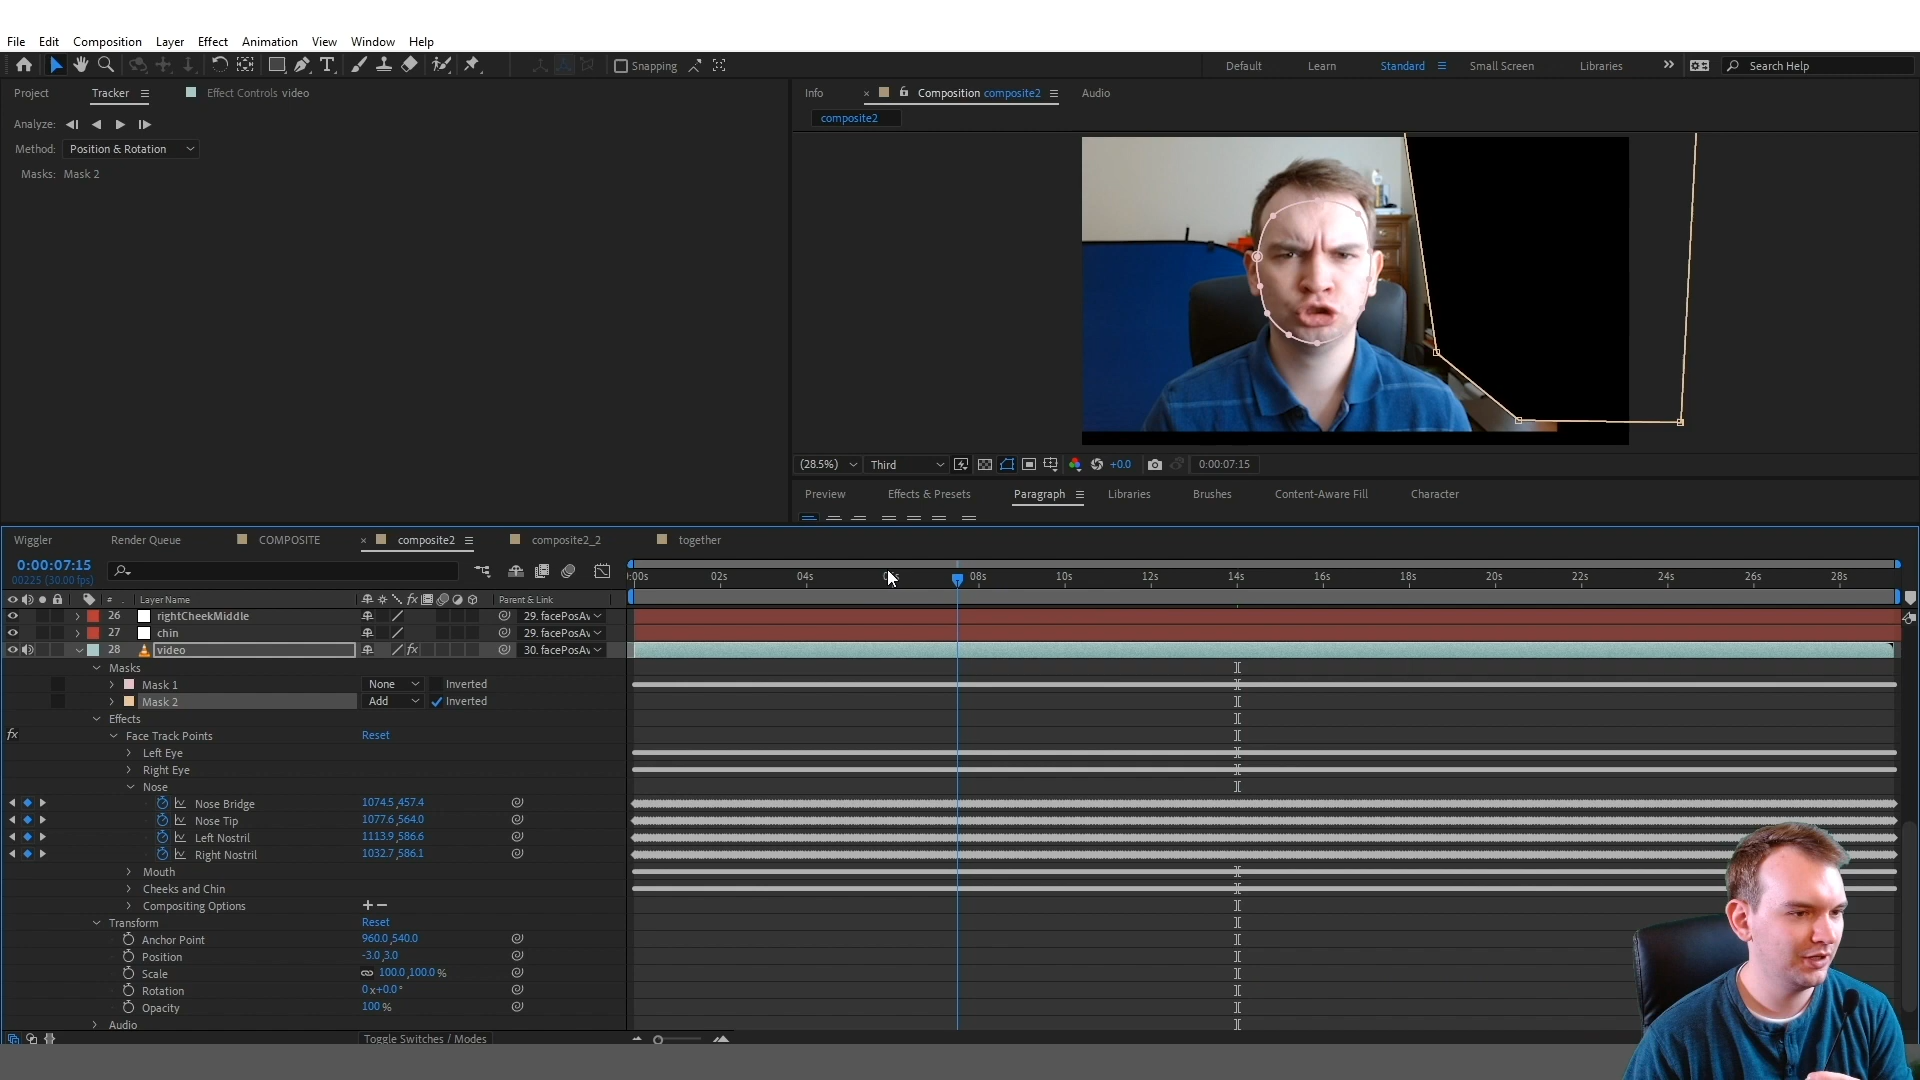 File Edit Composition Layer Effect Animation View Window Help
Snapping Default Learn Standard Small Screen Libraries Search Help
Project Tracker Effect Controls video
Analyze:
Method: Position & Rotation
Masks: Mask 2
Info × Composition composite2 Audio
composite2
(28.5%) Third +0.0 0:00:07:15
Preview Effects & Presets Paragraph Libraries Brushes Content-Aware Fill Character
Wiggler Render Queue COMPOSITE × composite2 composite2_2 together
0:00:07:15
00225 (30.00 fps)
:00s 02s 04s 08s 10s 12s 14s 16s 18s 20s 22s 24s 26s 28s
# Layer Name Parent & Link
26 rightCheekMiddle 29. facePosAv
27 chin 29. facePosAv
28 video fx 30. facePosAv
Masks
Mask 1 None Inverted
Mask 2 Add Inverted
Effects
fx Face Track Points Reset
Left Eye
Right Eye
Nose
Nose Bridge 1074.5,457.4
Nose Tip 1077.6,564.0
Left Nostril 1113.9,586.6
Right Nostril 1032.7,586.1
Mouth
Cheeks and Chin
Compositing Options + −
Transform Reset
Anchor Point 960.0,540.0
Position -3.0,3.0
Scale 100.0,100.0 %
Rotation 0x+0.0°
Opacity 100 %
Audio
Toggle Switches / Modes